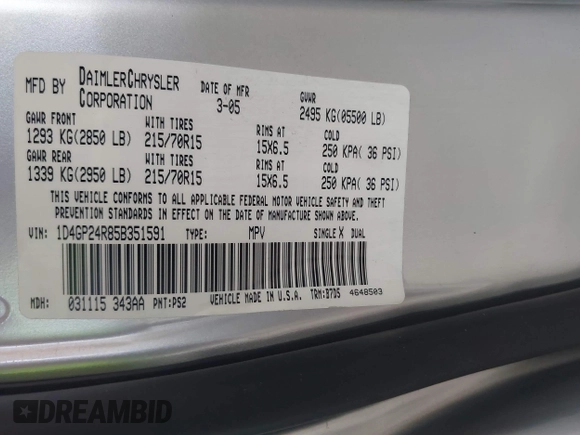 MFD BY DAIMLERCHRYSLER CORPORATION
DATE OF MFR 3-05
GVWR 2495 KG(05500 LB)
GAWR FRONT WITH TIRES RIMS AT COLD
1293 KG(2850 LB) 215/70R15 15X6.5 250 KPA( 36 PSI)
GAWR REAR WITH TIRES RIMS AT COLD
1339 KG(2950 LB) 215/70R15 15X6.5 250 KPA( 36 PSI)
THIS VEHICLE CONFORMS TO ALL APPLICABLE FEDERAL MOTOR VEHICLE SAFETY AND THEFT
PREVENTION STANDARDS IN EFFECT ON THE DATE OF MANUFACTURE SHOWN ABOVE.
VIN: 1D4GP24R85B351591 TYPE: MPV SINGLE X DUAL
MDH: 031115 343AA PNT:PS2 VEHICLE MADE IN U.S.A. TRM:B7D5 4648503
DREAMBID